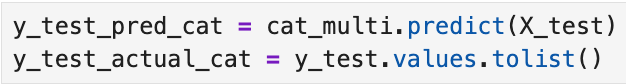 y_test_pred_cat = cat_multi.predict(X_test)
y_test_actual_cat = y_test.values.tolist()